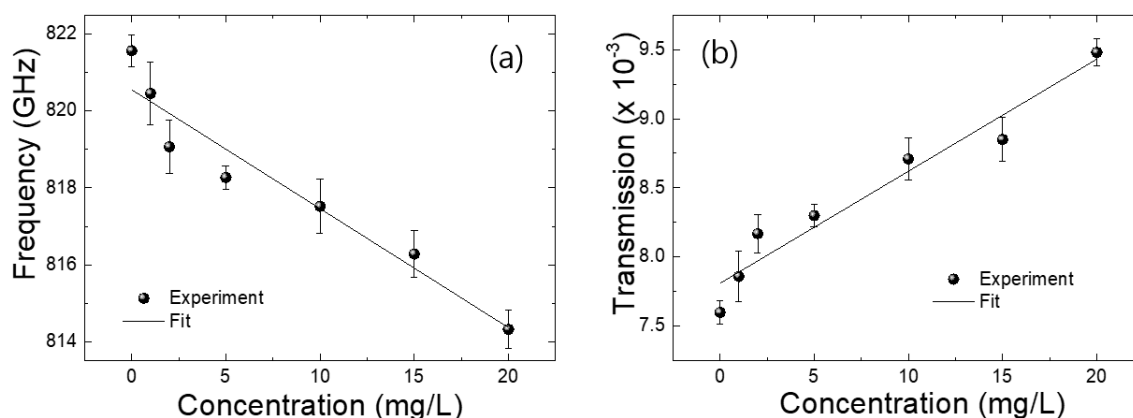 (a)
Frequency (GHz)
822
820
818
816
814
Experiment
Fit
0 5 10 15 20
Concentration (mg/L)
(b)
Transmission (x 10⁻³)
9.5
9.0
8.5
8.0
7.5
Experiment
Fit
0 5 10 15 20
Concentration (mg/L)